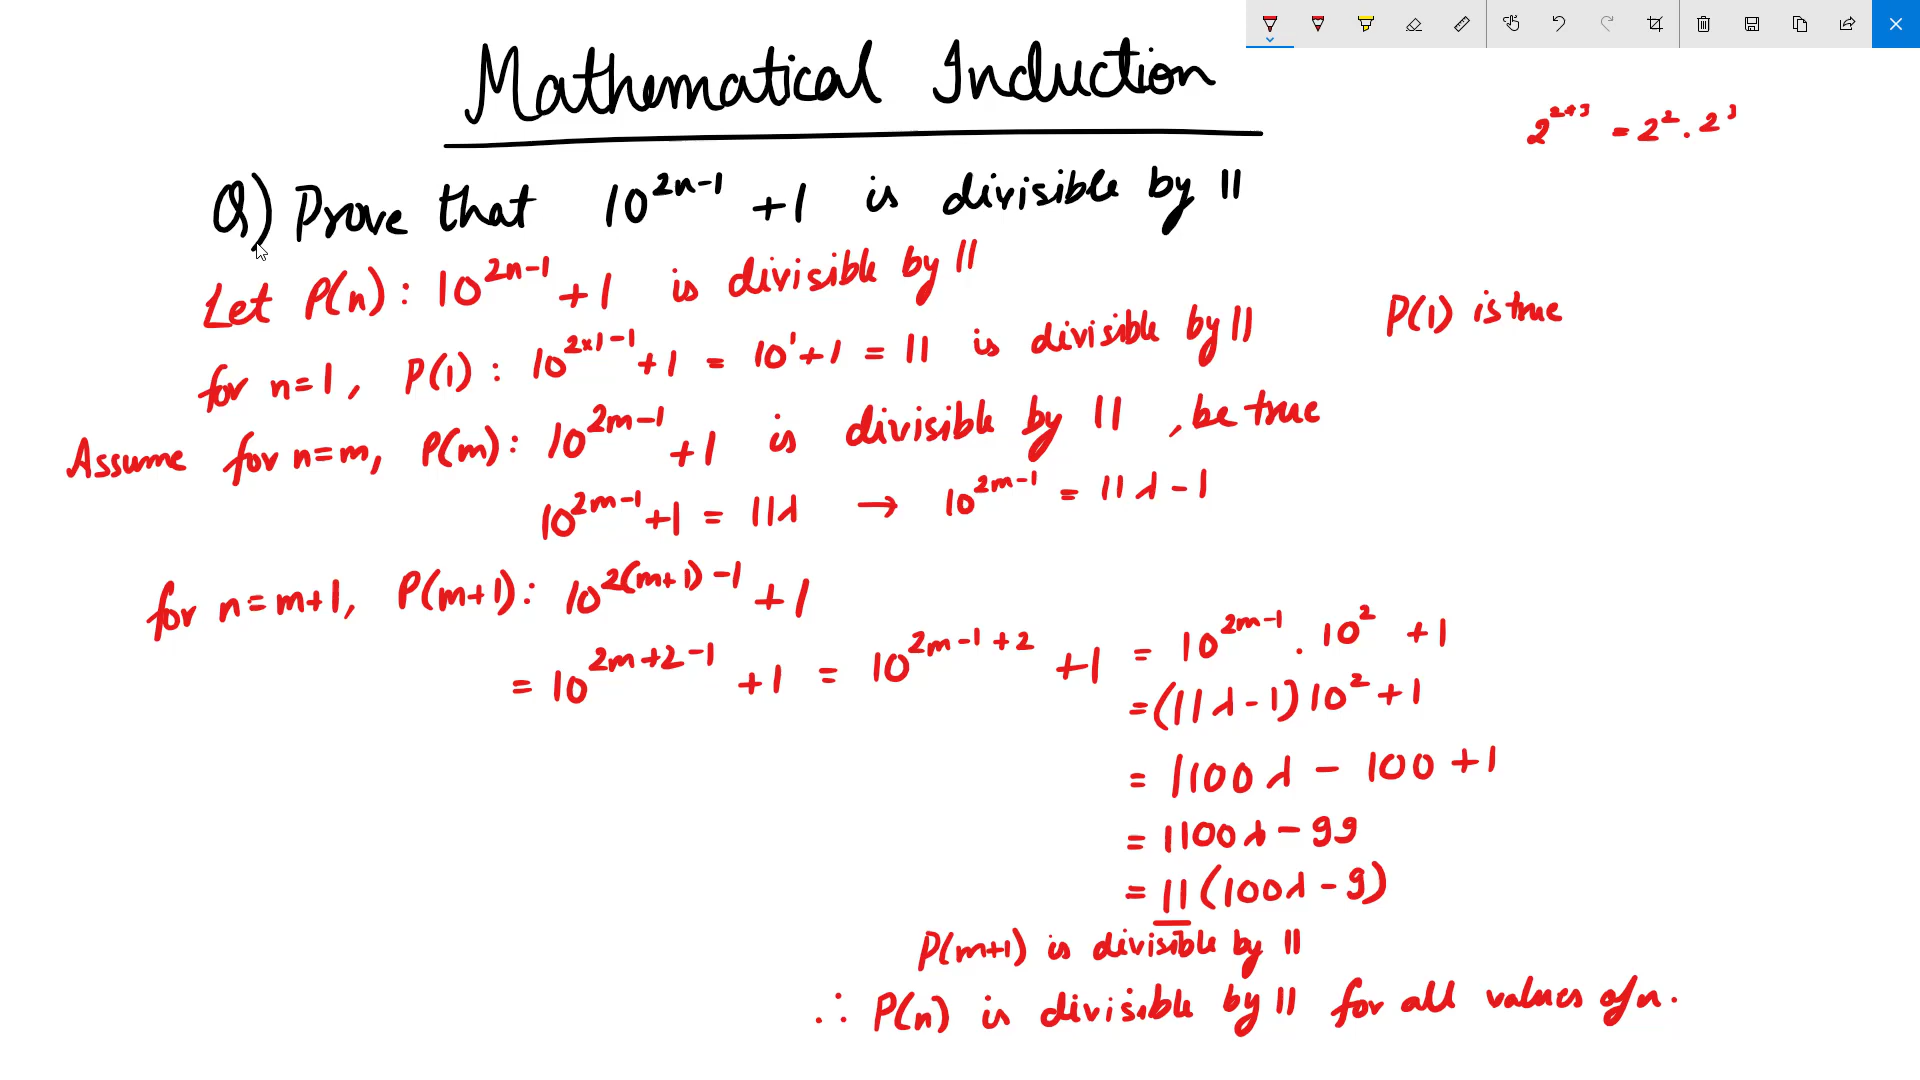 Mathematical Induction
2^{2+3} = 2^2 . 2^3
Q) Prove that 10^{2n-1} + 1 is divisible by 11
Let P(n) : 10^{2n-1} + 1 is divisible by 11
for n=1, P(1) : 10^{2×1-1} + 1 = 10^1 + 1 = 11 is divisible by 11 P(1) is true
Assume for n=m, P(m) : 10^{2m-1} + 1 is divisible by 11 , be true
10^{2m-1} + 1 = 11λ → 10^{2m-1} = 11λ - 1
for n=m+1, P(m+1) : 10^{2(m+1)-1} + 1
= 10^{2m+2-1} + 1 = 10^{2m-1+2} + 1 = 10^{2m-1} . 10^2 + 1
= (11λ-1) 10^2 + 1
= 1100λ - 100 + 1
= 1100λ - 99
= 11 (100λ - 9)
P(m+1) is divisible by 11
∴ P(n) is divisible by 11 for all values of n.